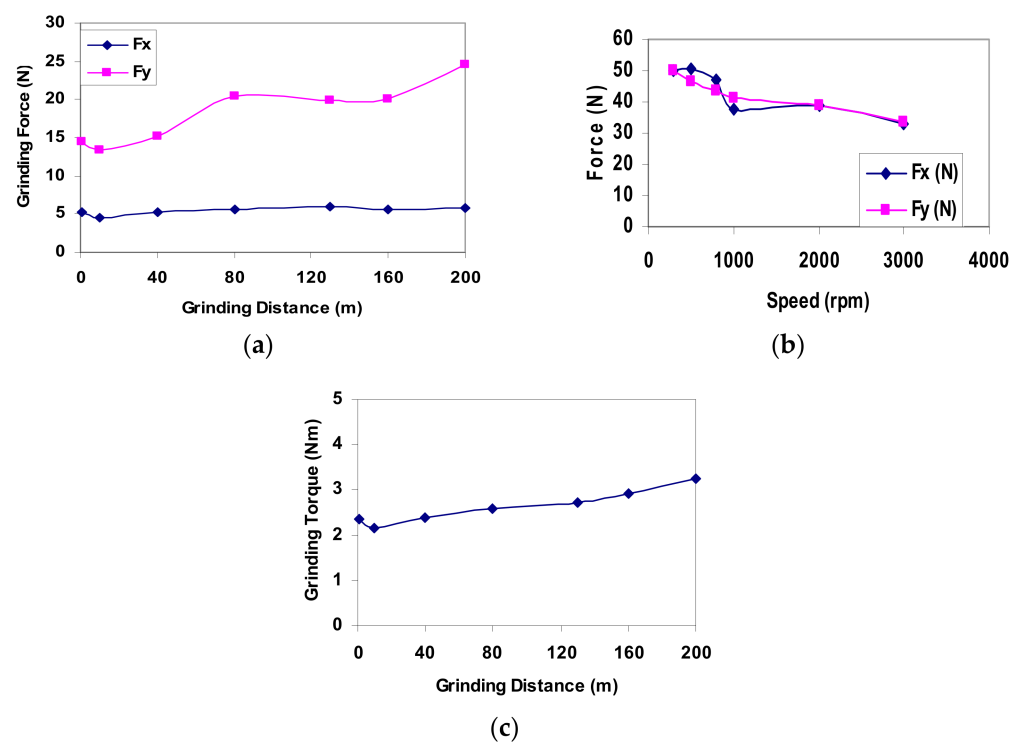 30
25
20
15
10
5
0
Grinding Force (N)
Fx
Fy
0 40 80 120 160 200
Grinding Distance (m)
(a)
60
50
40
30
20
10
0
Force (N)
Fx (N)
Fy (N)
0 1000 2000 3000 4000
Speed (rpm)
(b)
5
4
3
2
1
0
Grinding Torque (Nm)
0 40 80 120 160 200
Grinding Distance (m)
(c)